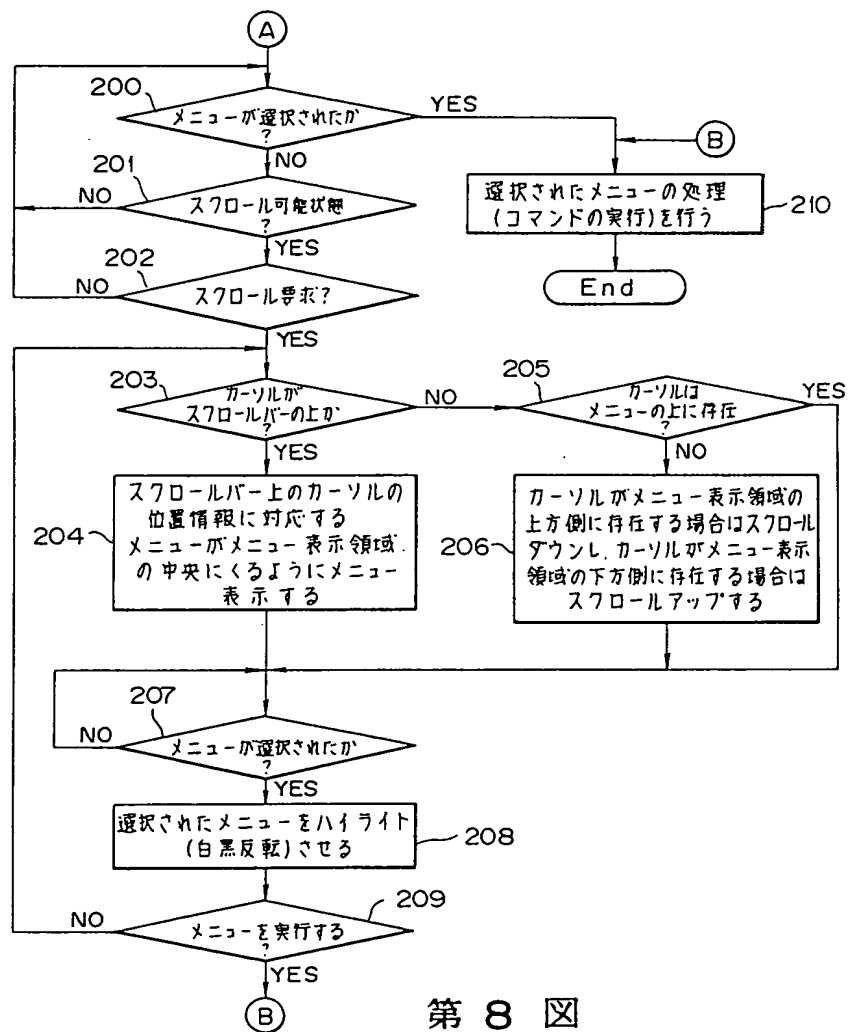 A
200
メニューが選択されたか
?
YES
NO
B
201
スクロール可能状態
?
NO
YES
選択されたメニューの処理
(コマンドの実行)を行う
210
202
スクロール要求?
NO
YES
End
203
カーソルが
スクロールバーの上か
?
NO
YES
205
カーソルは
メニューの上に存在
?
YES
NO
204
スクロールバー上のカーソルの
位置情報に対応する
メニューがメニュー表示領域
の中央にくるようにメニュー
表示する
206
カーソルがメニュー表示領域の
上方側に存在する場合はスクロール
ダウンし、カーソルがメニュー表示
領域の下方側に存在する場合は
スクロールアップする
207
メニューが選択されたか
?
NO
YES
選択されたメニューをハイライト
(白黒反転)させる
208
209
メニューを実行する
?
NO
YES
B
第 8 図